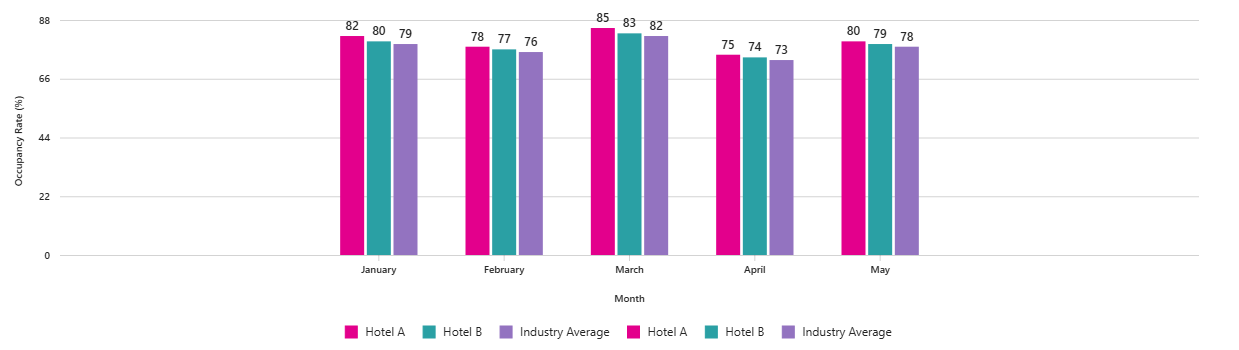 88
66
44
22
0
Occupancy Rate (%)
82 80 79
78 77 76
85 83 82
75 74 73
80 79 78
January February March April May
Month
Hotel A Hotel B Industry Average Hotel A Hotel B Industry Average